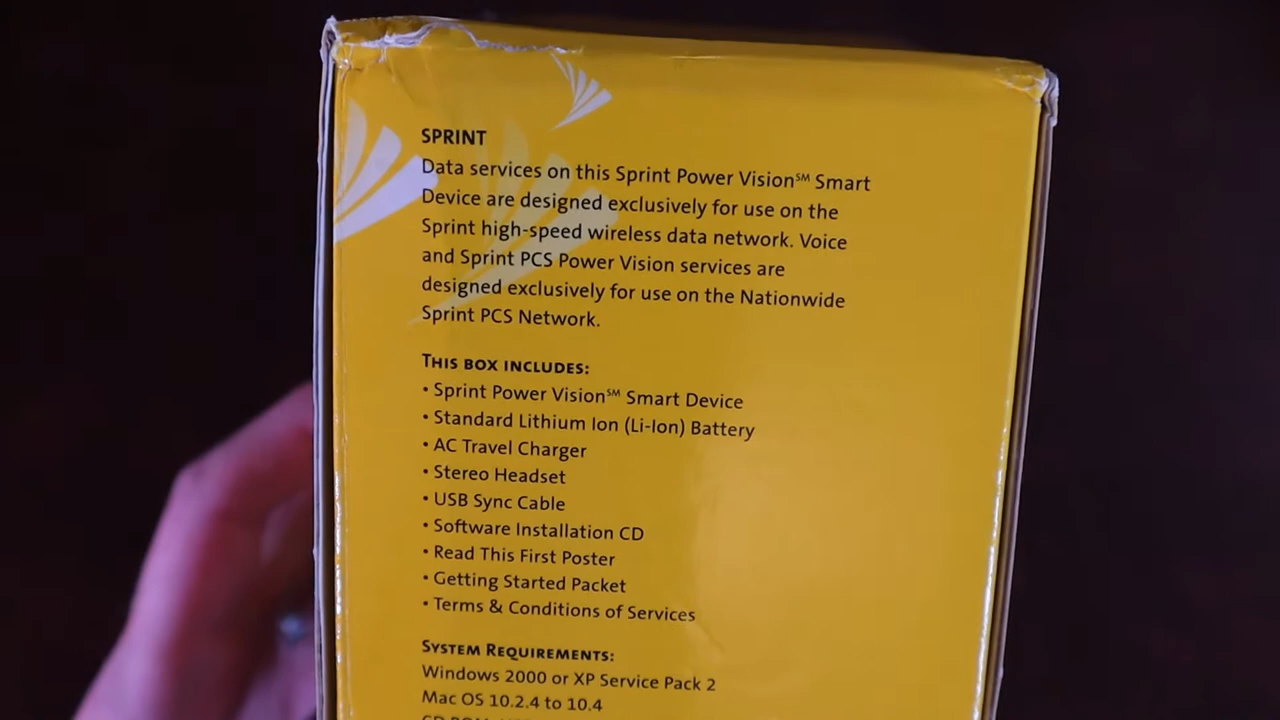 SPRINT
Data services on this Sprint Power Vision℠ Smart
Device are designed exclusively for use on the
Sprint high-speed wireless data network. Voice
and Sprint PCS Power Vision services are
designed exclusively for use on the Nationwide
Sprint PCS Network.
THIS BOX INCLUDES:
• Sprint Power Vision℠ Smart Device
• Standard Lithium Ion (Li-Ion) Battery
• AC Travel Charger
• Stereo Headset
• USB Sync Cable
• Software Installation CD
• Read This First Poster
• Getting Started Packet
• Terms & Conditions of Services
SYSTEM REQUIREMENTS:
Windows 2000 or XP Service Pack 2
Mac OS 10.2.4 to 10.4